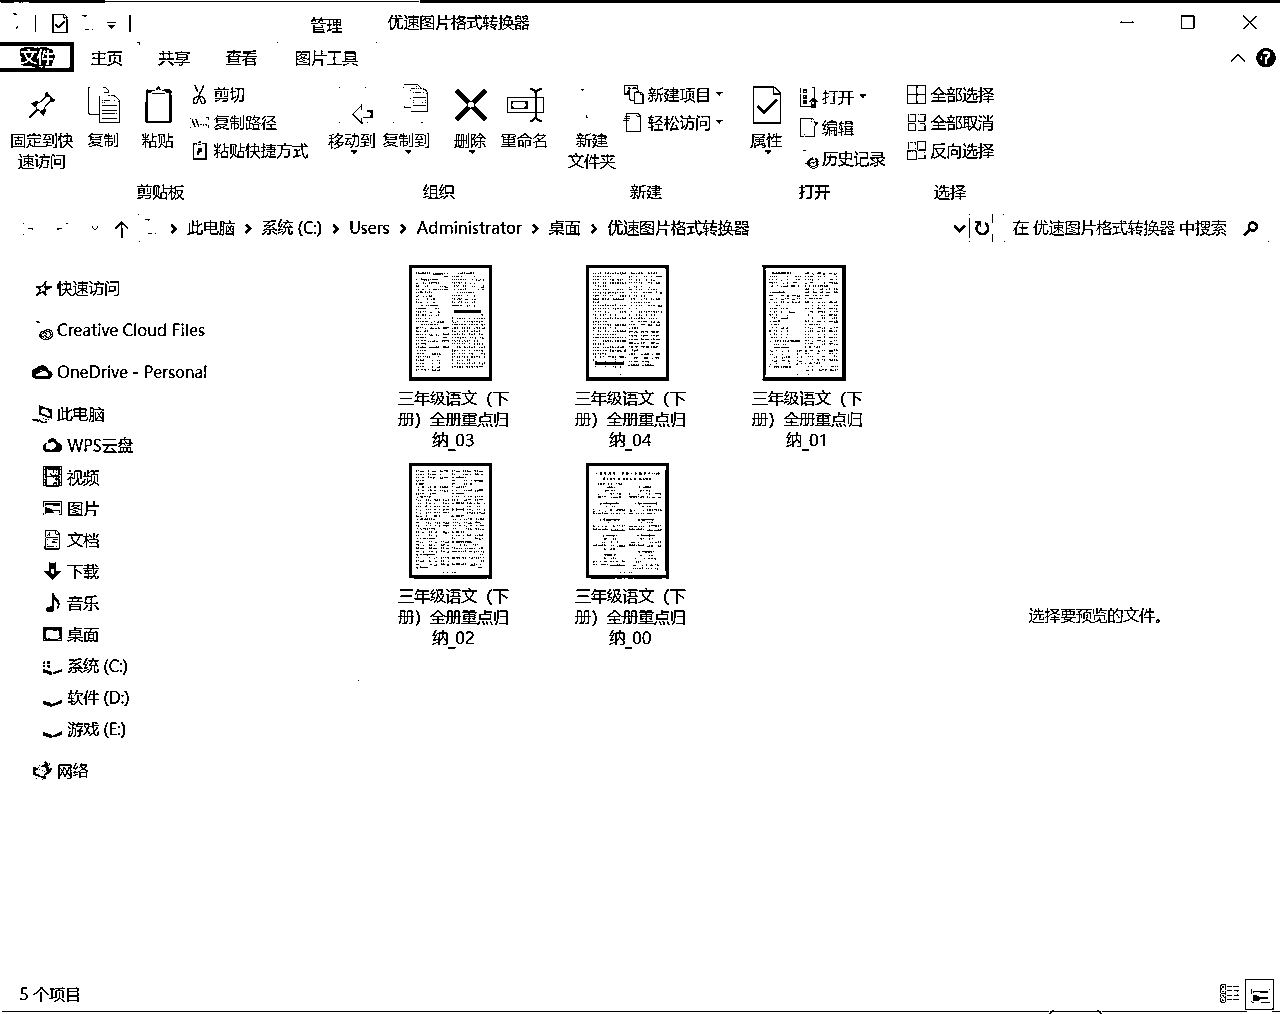 管理
优速图片格式转换器
文件 主页 共享 查看 图片工具
固定到快
速访问
复制
粘贴
剪切
复制路径
粘贴快捷方式
剪贴板
移动到
复制到
删除
重命名
组织
新建
文件夹
新建项目
轻松访问
新建
属性
打开
编辑
历史记录
打开
全部选择
全部取消
反向选择
选择
此电脑 > 系统 (C:) > Users > Administrator > 桌面 > 优速图片格式转换器
在 优速图片格式转换器 中搜索
快速访问
Creative Cloud Files
OneDrive - Personal
此电脑
WPS云盘
视频
图片
文档
下载
音乐
桌面
系统 (C:)
软件 (D:)
游戏 (E:)
网络
三年级语文（下
册）全册重点归
纳_03
三年级语文（下
册）全册重点归
纳_04
三年级语文（下
册）全册重点归
纳_01
三年级语文（下
册）全册重点归
纳_02
三年级语文（下
册）全册重点归
纳_00
选择要预览的文件。
5 个项目